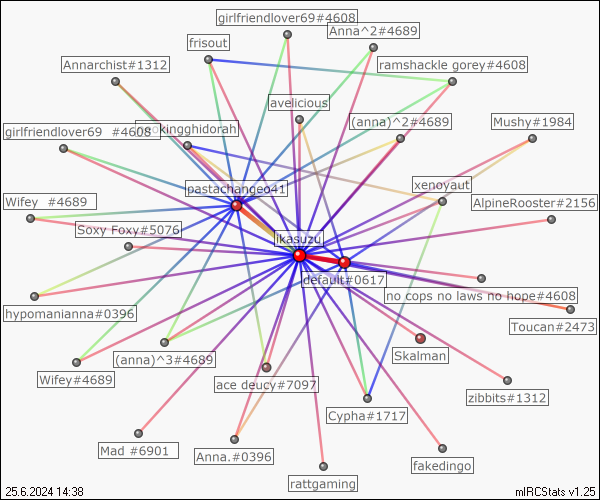 girlfriendlover69#4608
Anna^2#4689
frisout
Annarchist#1312
ramshackle gorey#4608
avelicious
(anna)^2#4689
Mushy#1984
girlfriendlover69 #4608
okingghidorah
pastachangeo41
xenoyaut
Wifey #4689
AlpineRooster#2156
Soxy Foxy#5076
ikasuzu
default#0617
no cops no laws no hope#4608
hypomanianna#0396
Toucan#2473
(anna)^3#4689
Skalman
Wifey#4689
ace deucy#7097
zibbits#1312
Cypha#1717
Mad #6901
Anna.#0396
fakedingo
rattgaming
25.6.2024 14:38
mIRCStats v1.25